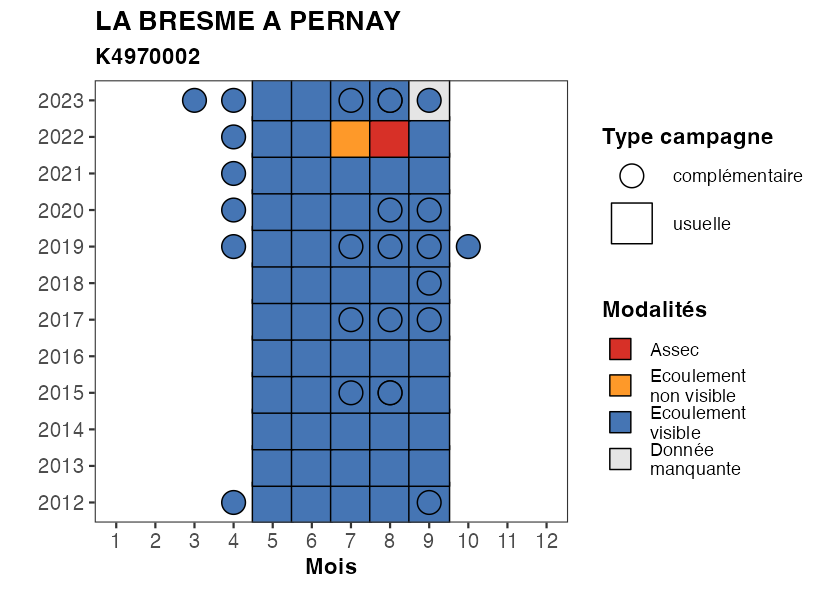 LA BRESME A PERNAY
K4970002
2023
2022
2021
2020
2019
2018
2017
2016
2015
2014
2013
2012
1 2 3 4 5 6 7 8 9 10 11 12
Mois
Type campagne
complémentaire
usuelle
Modalités
Assec
Ecoulement
non visible
Ecoulement
visible
Donnée
manquante